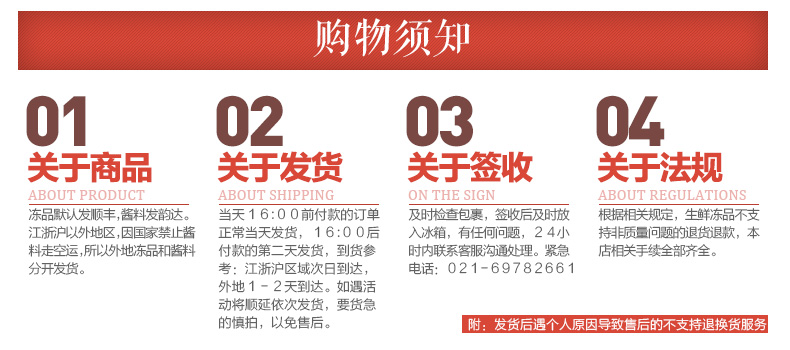 购物须知
01
关于商品
ABOUT PRODUCT
冻品默认发顺丰,酱料发韵达。
江浙沪以外地区,因国家禁止酱
料走空运,所以外地冻品和酱料
分开发货。
02
关于发货
ABOUT SHIPPING
当天16:00前付款的订单
正常当天发货，16:00后
付款的第二天发货，到货参
考：江浙沪区域次日到达，
外地1-2天到达。如遇活
动将顺延依次发货，要货急
的慎拍，以免售后。
03
关于签收
ON THE SIGN
及时检查包裹，签收后及时放
入冰箱，有任何问题，24小
时内联系客服沟通处理。紧急
电话：021-69782661
04
关于法规
ABOUT REGULATIONS
根据相关规定，生鲜冻品不支
持非质量问题的退货退款，本
店相关手续全部齐全。
附：发货后遇个人原因导致售后的不支持退换货服务